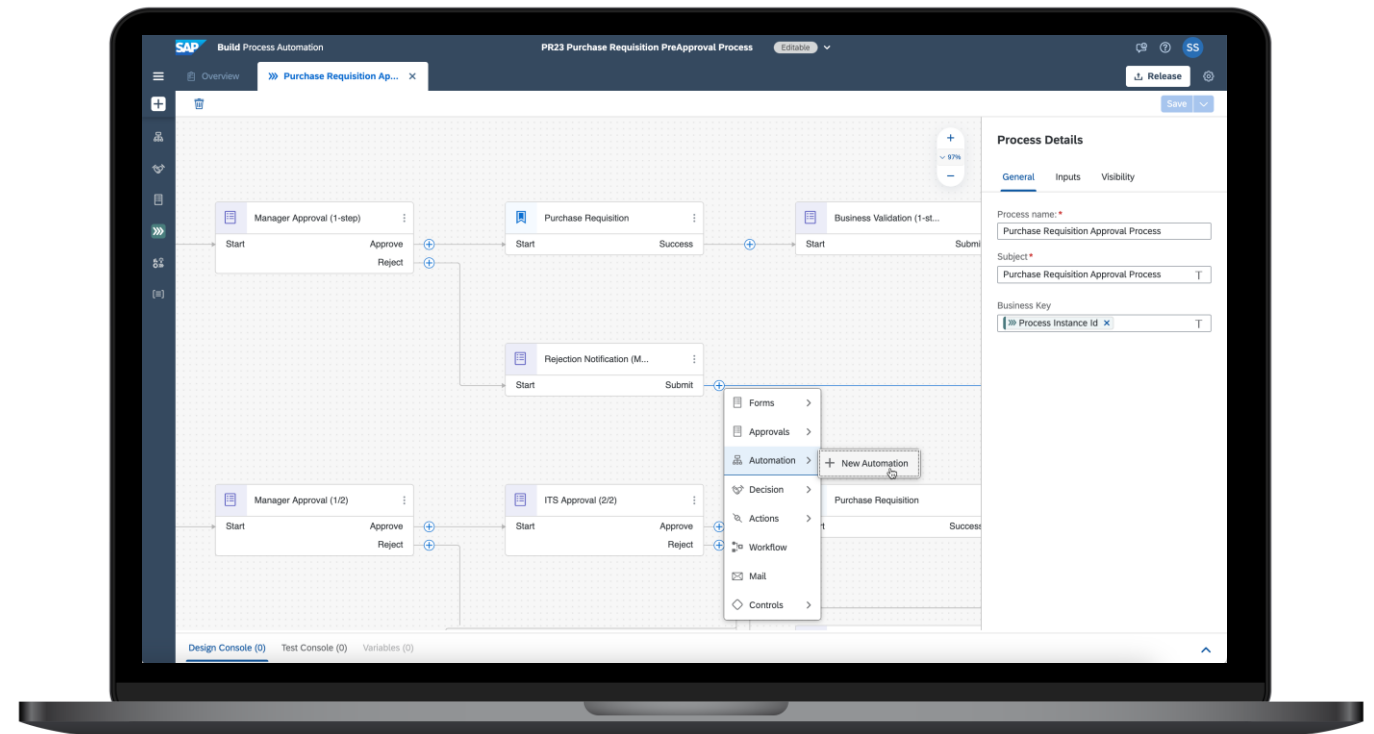 SAP Build Process Automation PR23 Purchase Requisition PreApproval Process Editable SS
Overview Purchase Requisition Ap... Release
Save
97%
Process Details
General Inputs Visibility
Manager Approval (1-step) Purchase Requisition Business Validation (1-st...
Process name:*
Purchase Requisition Approval Process
Start Approve Start Success Start Submi
Reject
Subject*
Purchase Requisition Approval Process T
Business Key
Process Instance Id T
Rejection Notification (M...
Start Submit
Forms
Approvals
Automation New Automation
Decision
Actions
Workflow
Mail
Controls
Manager Approval (1/2) ITS Approval (2/2) Purchase Requisition
Start Approve Start Approve Success
Reject Reject
Design Console (0) Test Console (0) Variables (0)